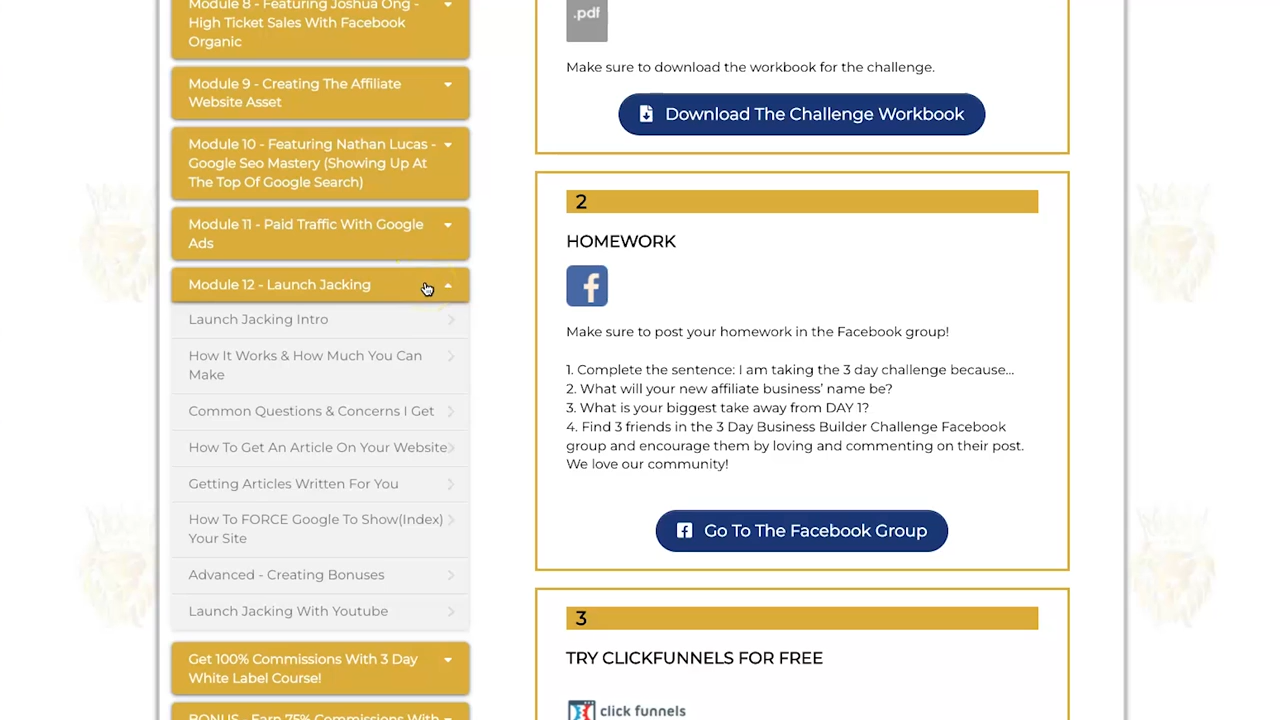 Module 8 - Featuring Joshua Ong -
High Ticket Sales With Facebook
Organic
Module 9 - Creating The Affiliate
Website Asset
Module 10 - Featuring Nathan Lucas -
Google Seo Mastery (Showing Up At
The Top Of Google Search)
Module 11 - Paid Traffic With Google
Ads
Module 12 - Launch Jacking
Launch Jacking Intro
How It Works & How Much You Can
Make
Common Questions & Concerns I Get
How To Get An Article On Your Website
Getting Articles Written For You
How To FORCE Google To Show(Index)
Your Site
Advanced - Creating Bonuses
Launch Jacking With Youtube
Get 100% Commissions With 3 Day
White Label Course!
BONUS - Earn 75% Commissions With
.pdf
Make sure to download the workbook for the challenge.
Download The Challenge Workbook
2
HOMEWORK
Make sure to post your homework in the Facebook group!
1. Complete the sentence: I am taking the 3 day challenge because...
2. What will your new affiliate business' name be?
3. What is your biggest take away from DAY 1?
4. Find 3 friends in the 3 Day Business Builder Challenge Facebook
group and encourage them by loving and commenting on their post.
We love our community!
Go To The Facebook Group
3
TRY CLICKFUNNELS FOR FREE
click funnels